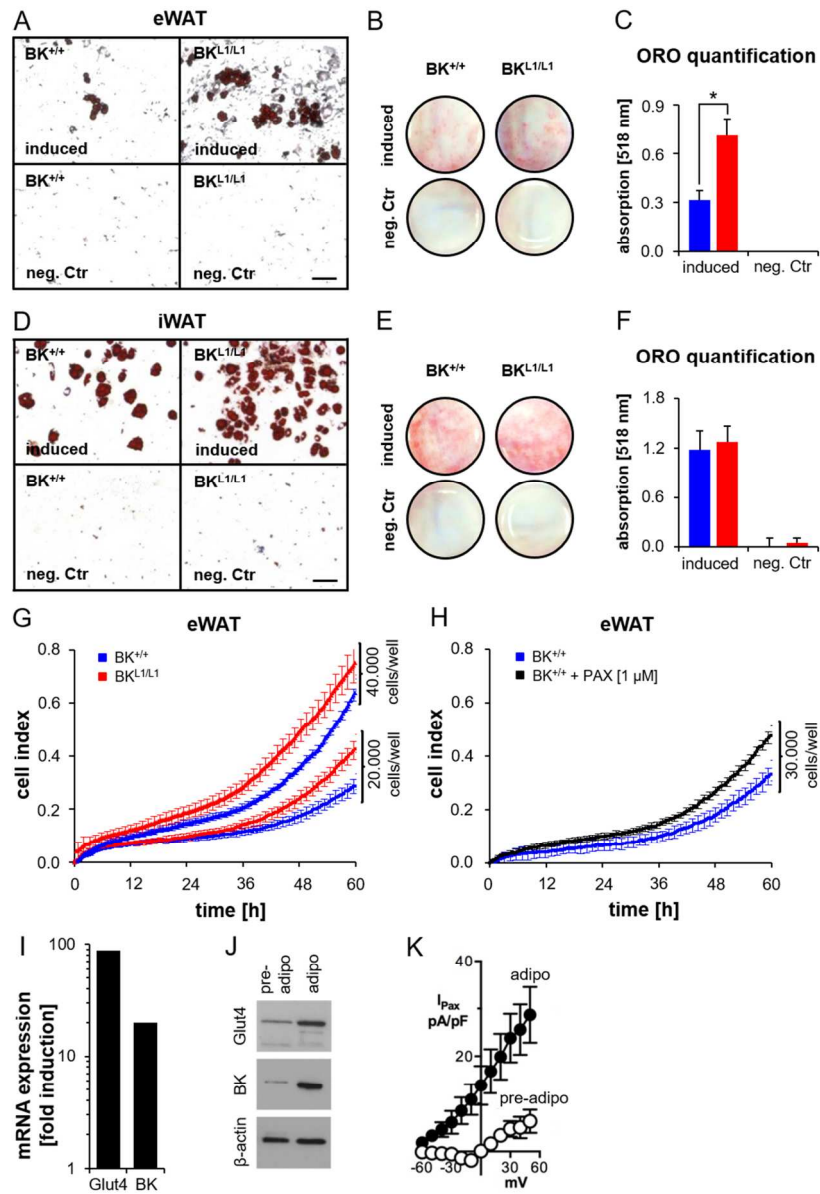 A
eWAT
BK+/+
BKL1/L1
induced
induced
BK+/+
BKL1/L1
neg. Ctr
neg. Ctr
B
BK+/+
BKL1/L1
induced
neg. Ctr
C
ORO quantification
absorption [518 nm]
0.9
0.6
0.3
0.0
*
induced
neg. Ctr
D
iWAT
BK+/+
BKL1/L1
induced
induced
BK+/+
BKL1/L1
neg. Ctr
neg. Ctr
E
BK+/+
BKL1/L1
induced
neg. Ctr
F
ORO quantification
absorption [518 nm]
1.8
1.2
0.6
0.0
induced
neg. Ctr
G
eWAT
BK+/+
BKL1/L1
cell index
0.8
0.6
0.4
0.2
0.0
0
12
24
36
48
60
time [h]
40.000
cells/well
20.000
cells/well
H
eWAT
BK+/+
BK+/+ + PAX [1 µM]
cell index
0.8
0.6
0.4
0.2
0.0
0
12
24
36
48
60
time [h]
30.000
cells/well
I
mRNA expression
[fold induction]
100
10
1
Glut4
BK
J
pre-
adipo
adipo
Glut4
BK
β-actin
K
40
20
IPax
pA/pF
adipo
pre-adipo
-60
-30
30
60
mV